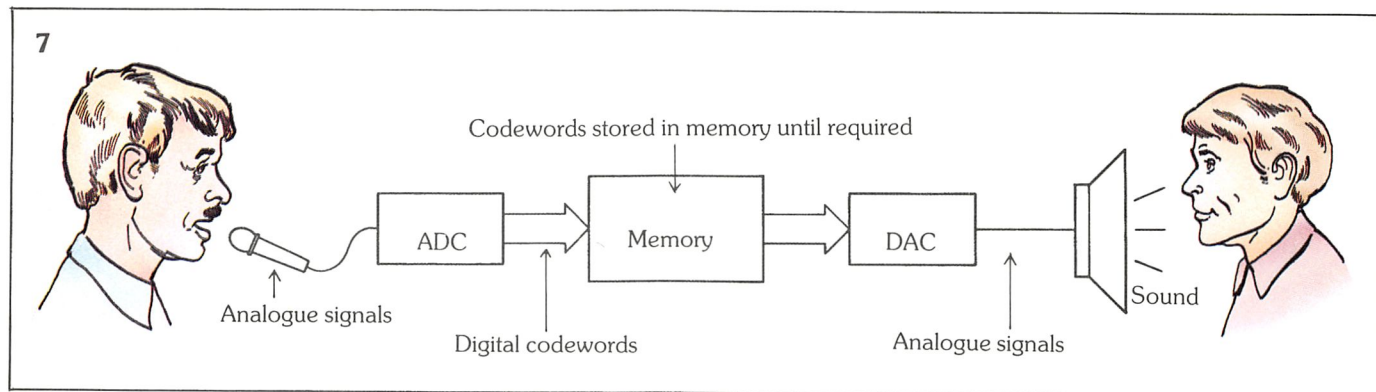 7
Codewords stored in memory until required
ADC
Memory
DAC
Analogue signals
Digital codewords
Analogue signals
Sound